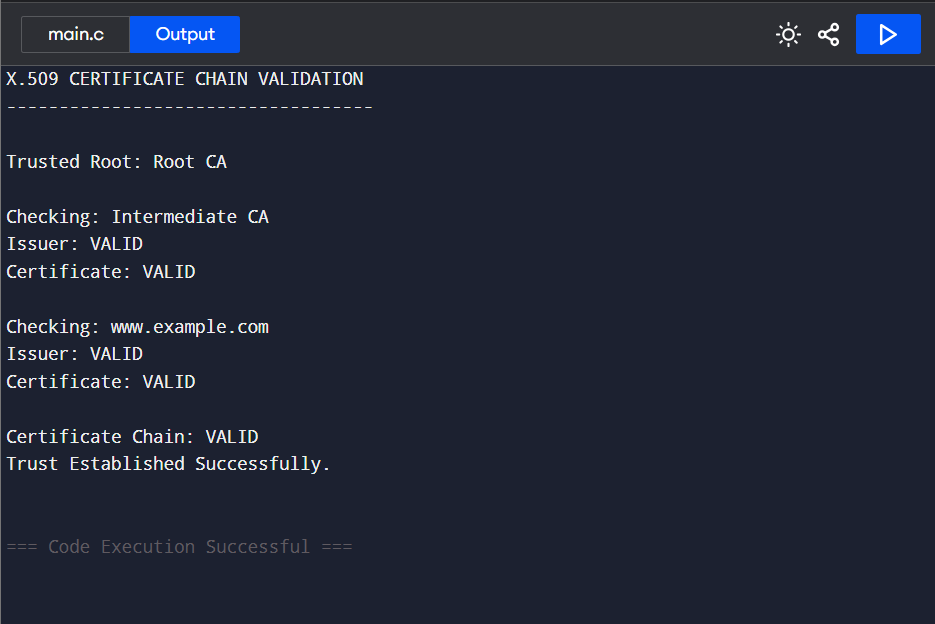 main.c
Output
X.509 CERTIFICATE CHAIN VALIDATION
-----------------------------------
Trusted Root: Root CA
Checking: Intermediate CA
Issuer: VALID
Certificate: VALID
Checking: www.example.com
Issuer: VALID
Certificate: VALID
Certificate Chain: VALID
Trust Established Successfully.
=== Code Execution Successful ===